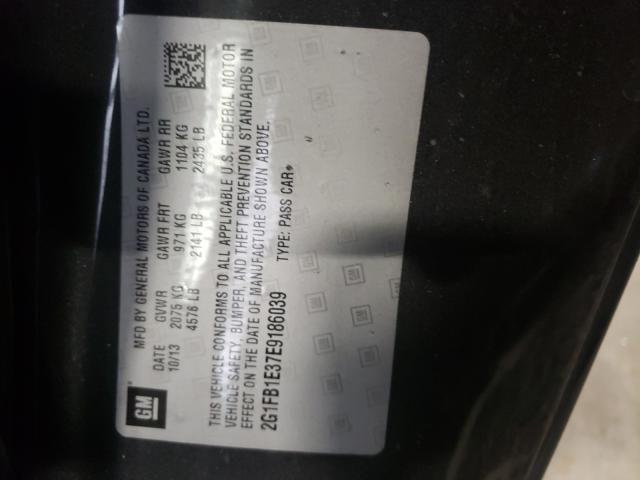 GM
MFD BY GENERAL MOTORS OF CANADA LTD.
DATE GVWR GAWR FRT GAWR RR
10/13 2075 KG 971 KG 1104 KG
4576 LB 2141 LB 2435 LB
THIS VEHICLE CONFORMS TO ALL APPLICABLE U.S. FEDERAL MOTOR
VEHICLE SAFETY, BUMPER, AND THEFT PREVENTION STANDARDS IN
EFFECT ON THE DATE OF MANUFACTURE SHOWN ABOVE.
2G1FB1E37E9186039 TYPE: PASS CAR